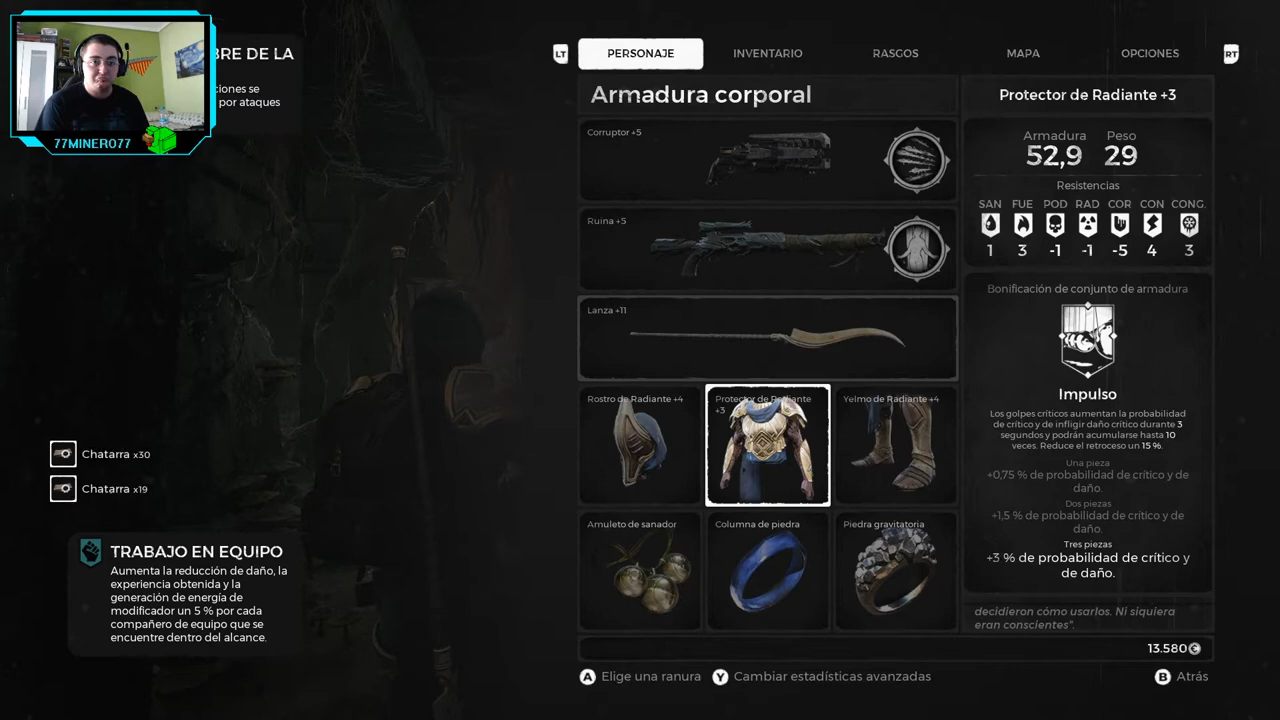 BRE DE LA
ciones se
por ataques
77MINERO77
LT
PERSONAJE
INVENTARIO
RASGOS
MAPA
OPCIONES
RT
Armadura corporal
Corruptor +5
Ruina +5
Lanza +11
Rostro de Radiante +4
Protector de Radiante
+3
Yelmo de Radiante +4
Amuleto de sanador
Columna de piedra
Piedra gravitatoria
Protector de Radiante +3
Armadura Peso
52,9 29
Resistencias
SAN FUE POD RAD COR CON CONG.
1 3 -1 -1 -5 4 3
Bonificación de conjunto de armadura
Impulso
Los golpes críticos aumentan la probabilidad
de crítico y de infligir daño crítico durante 3
segundos y podrán acumularse hasta 10
veces. Reduce el retroceso un 15 %.
Una pieza
+0,75 % de probabilidad de crítico y de
daño.
Dos piezas
+1,5 % de probabilidad de crítico y de
daño.
Tres piezas
+3 % de probabilidad de crítico y
de daño.
decidieron cómo usarlos. Ni siquiera
eran conscientes".
13.580
Chatarra x30
Chatarra x19
TRABAJO EN EQUIPO
Aumenta la reducción de daño, la
experiencia obtenida y la
generación de energía de
modificador un 5 % por cada
compañero de equipo que se
encuentre dentro del alcance.
A Elige una ranura
Y Cambiar estadísticas avanzadas
B Atrás